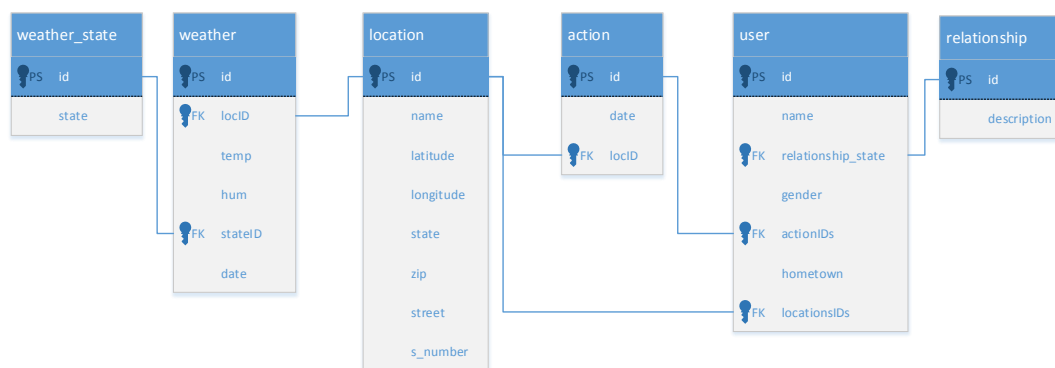 weather_state
PS id
state
weather
PS id
FK locID
temp
hum
FK stateID
date
location
PS id
name
latitude
longitude
state
zip
street
s_number
action
PS id
date
FK locID
user
PS id
name
FK relationship_state
gender
FK actionIDs
hometown
FK locationsIDs
relationship
PS id
description